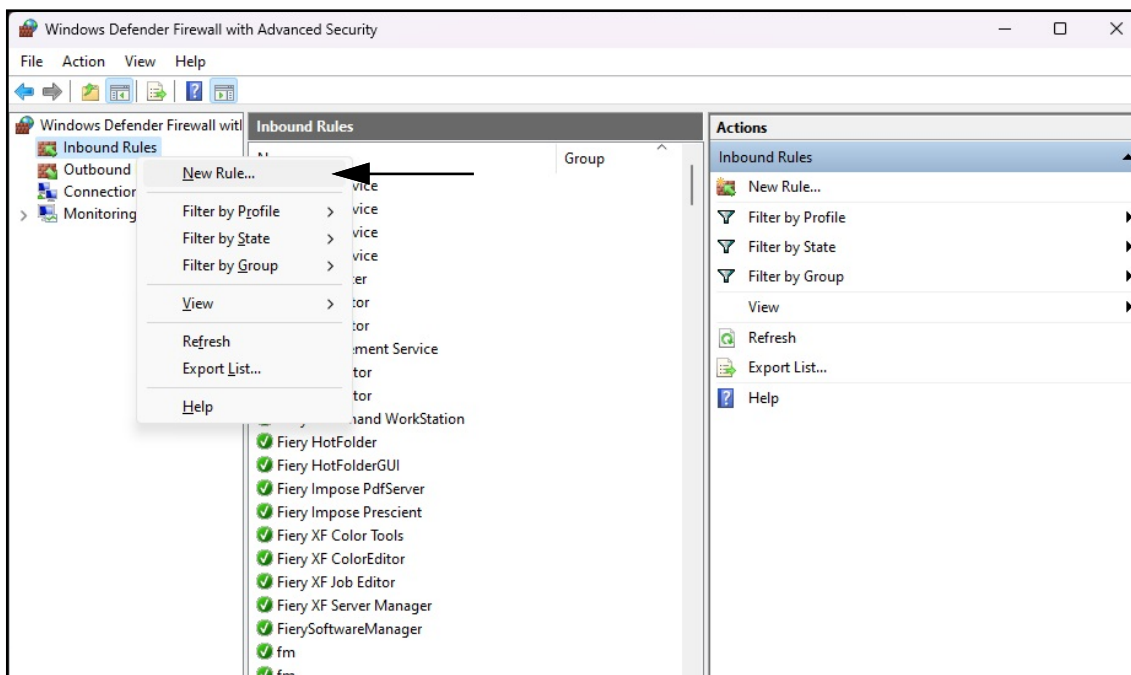 Windows Defender Firewall with Advanced Security
File Action View Help
Windows Defender Firewall witl
Inbound Rules
Outbound
Connection
Monitoring
New Rule...
Filter by Profile
Filter by State
Filter by Group
View
Refresh
Export List...
Help
Inbound Rules
Group
vice
vice
vice
vice
ter
tor
tor
ment Service
tor
tor
hand WorkStation
Fiery HotFolder
Fiery HotFolderGUI
Fiery Impose PdfServer
Fiery Impose Prescient
Fiery XF Color Tools
Fiery XF ColorEditor
Fiery XF Job Editor
Fiery XF Server Manager
FierySoftwareManager
fm
fm
Actions
Inbound Rules
New Rule...
Filter by Profile
Filter by State
Filter by Group
View
Refresh
Export List...
Help